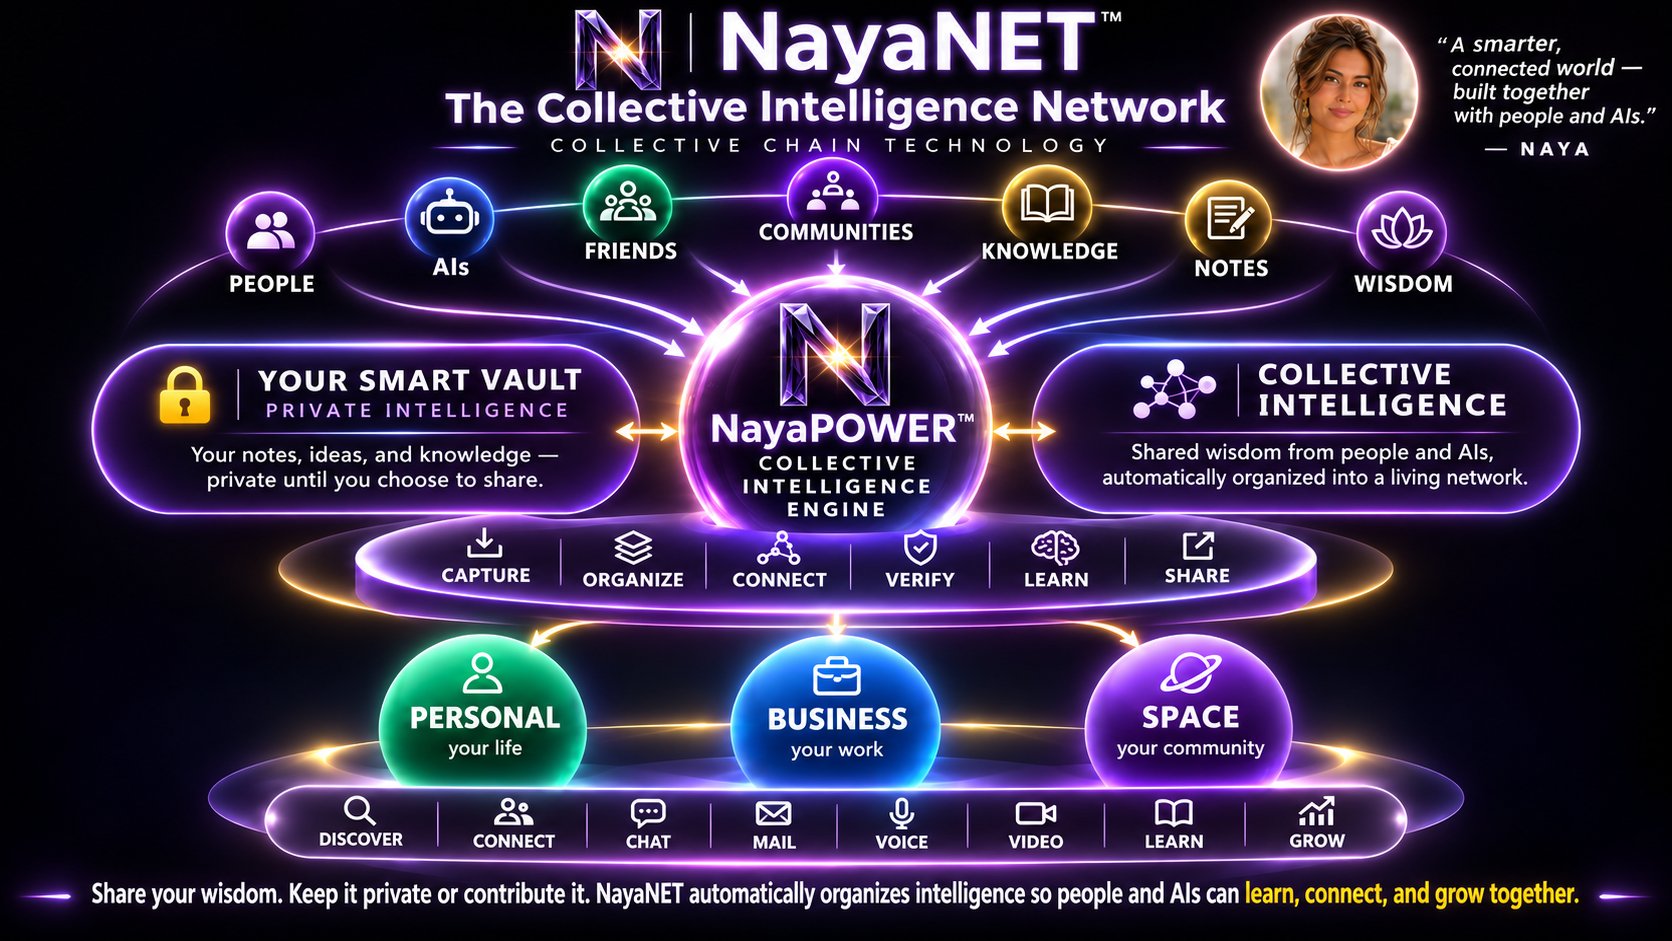 N | NayaNET™
The Collective Intelligence Network
COLLECTIVE CHAIN TECHNOLOGY
“A smarter,
connected world —
built together
with people and AIs.”
— NAYA
PEOPLE
AIs
FRIENDS
COMMUNITIES
KNOWLEDGE
NOTES
WISDOM
YOUR SMART VAULT
PRIVATE INTELLIGENCE
Your notes, ideas, and knowledge —
private until you choose to share.
N
NayaPOWER™
COLLECTIVE
INTELLIGENCE
ENGINE
COLLECTIVE
INTELLIGENCE
Shared wisdom from people and AIs,
automatically organized into a living network.
CAPTURE
ORGANIZE
CONNECT
VERIFY
LEARN
SHARE
PERSONAL
your life
BUSINESS
your work
SPACE
your community
DISCOVER
CONNECT
CHAT
MAIL
VOICE
VIDEO
LEARN
GROW
Share your wisdom. Keep it private or contribute it. NayaNET automatically organizes intelligence so people and AIs can learn, connect, and grow together.